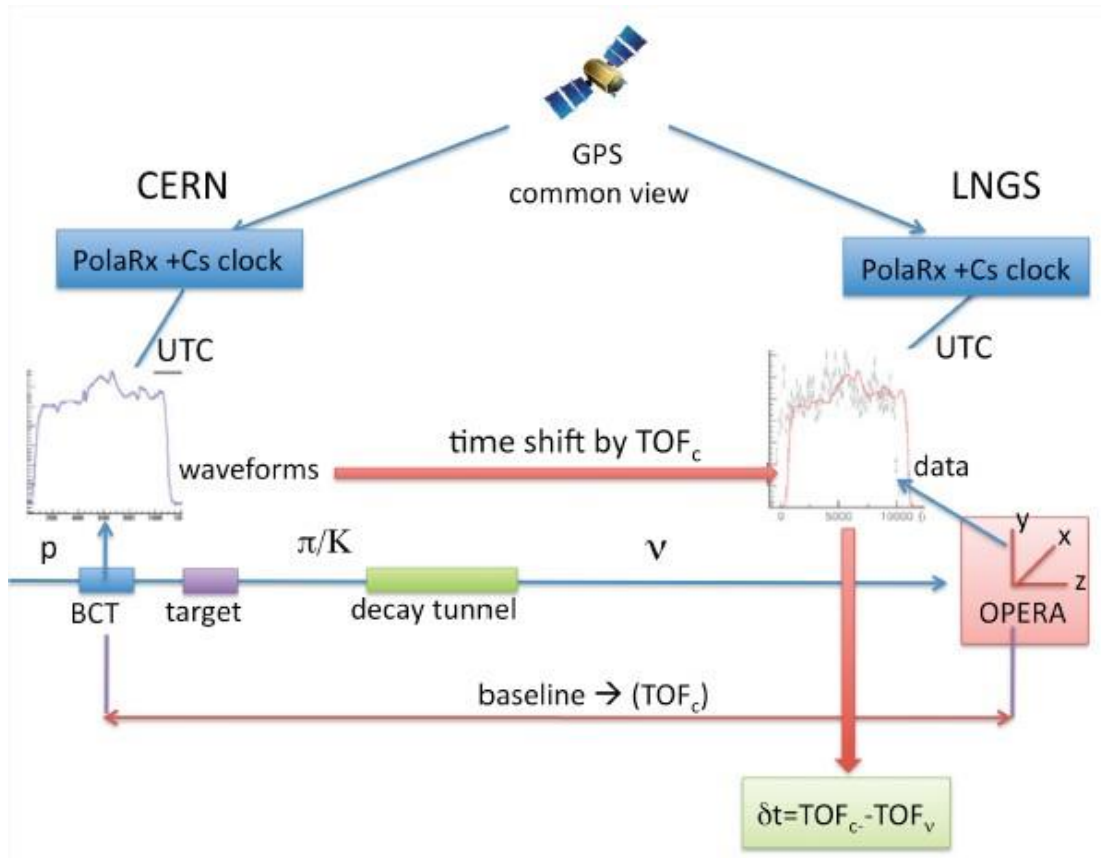 GPS
common view
CERN
LNGS
PolaRx +Cs clock
PolaRx +Cs clock
UTC
UTC
waveforms
time shift by TOFc
data
0
5000
10000
p
π/K
ν
y
x
z
BCT
target
decay tunnel
OPERA
baseline → (TOFc)
δt=TOFc--TOFν